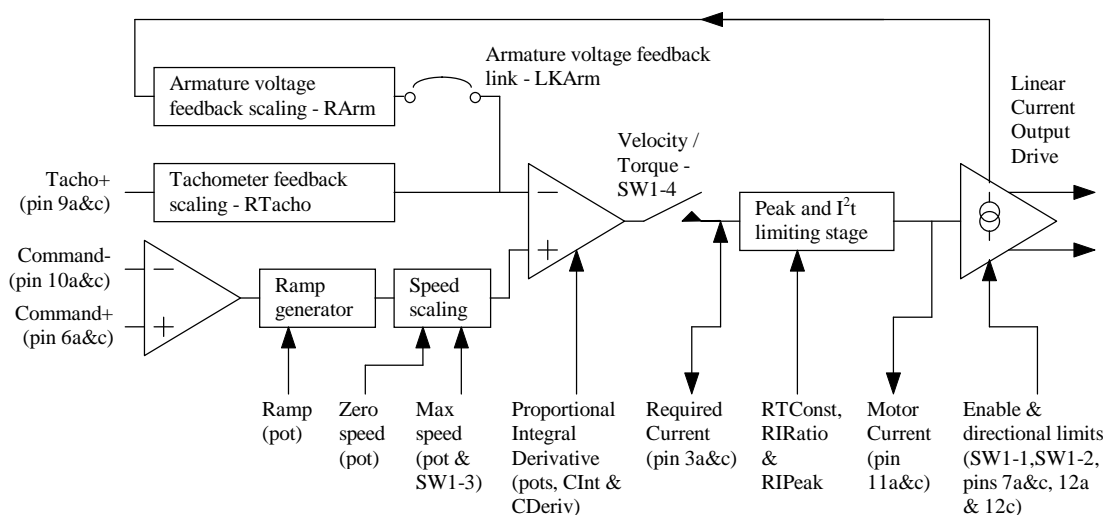 Armature voltage
feedback scaling - RArm
Armature voltage feedback
link - LKArm
Linear
Current
Output
Drive
Velocity /
Torque -
SW1-4
Tacho+
(pin 9a&c)
Tachometer feedback
scaling - RTacho
−
+
Peak and I²t
limiting stage
Command-
(pin 10a&c)
Command+
(pin 6a&c)
−
+
Ramp
generator
Speed
scaling
Ramp
(pot)
Zero
speed
(pot)
Max
speed
(pot &
SW1-3)
Proportional
Integral
Derivative
(pots, CInt &
CDeriv)
Required
Current
(pin 3a&c)
RTConst,
RIRatio
&
RIPeak
Motor
Current
(pin
11a&c)
Enable &
directional limits
(SW1-1,SW1-2,
pins 7a&c, 12a
& 12c)